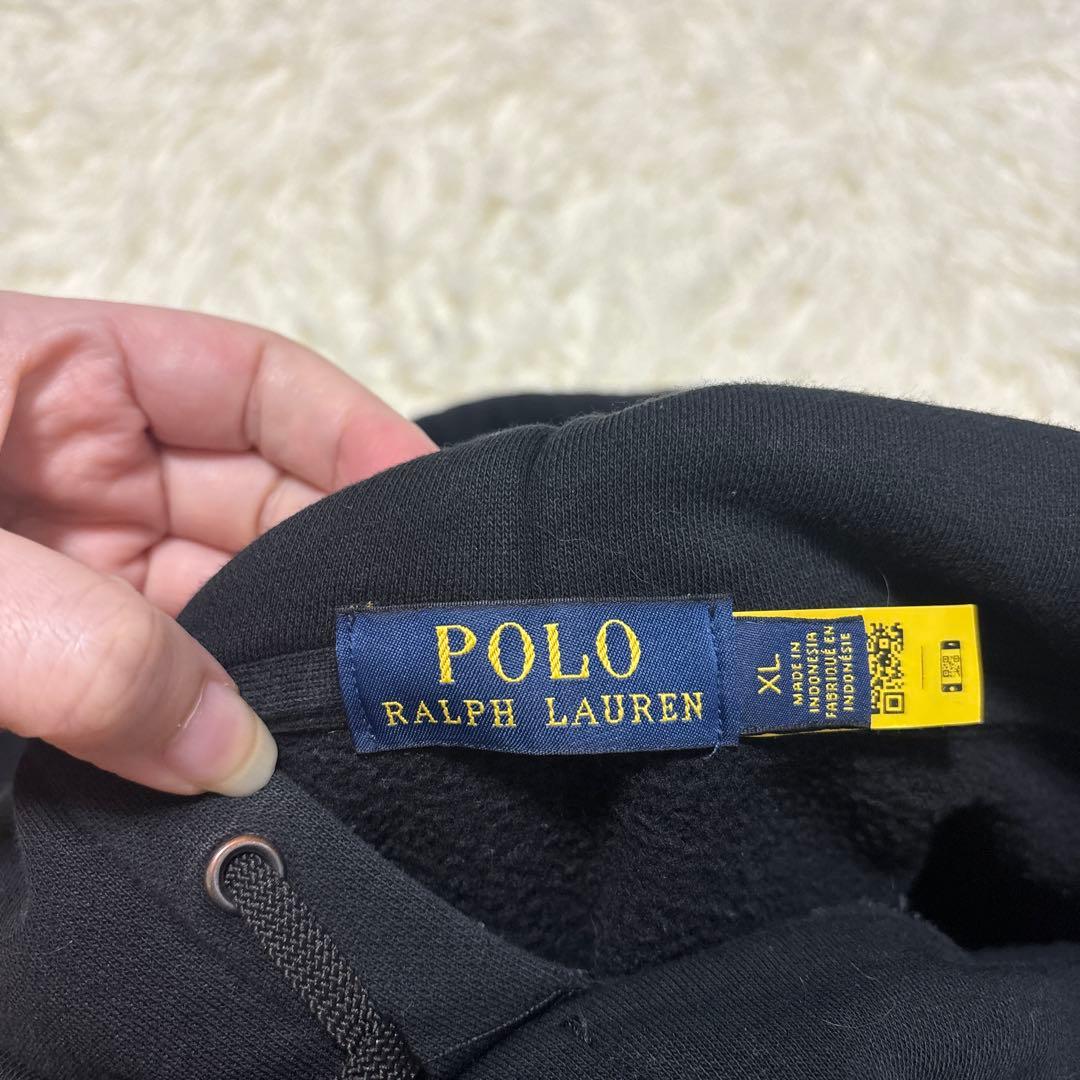 POLO
RALPH LAUREN
XL
MADE IN
INDONESIA
FABRIQUÉ EN
INDONÉSIE